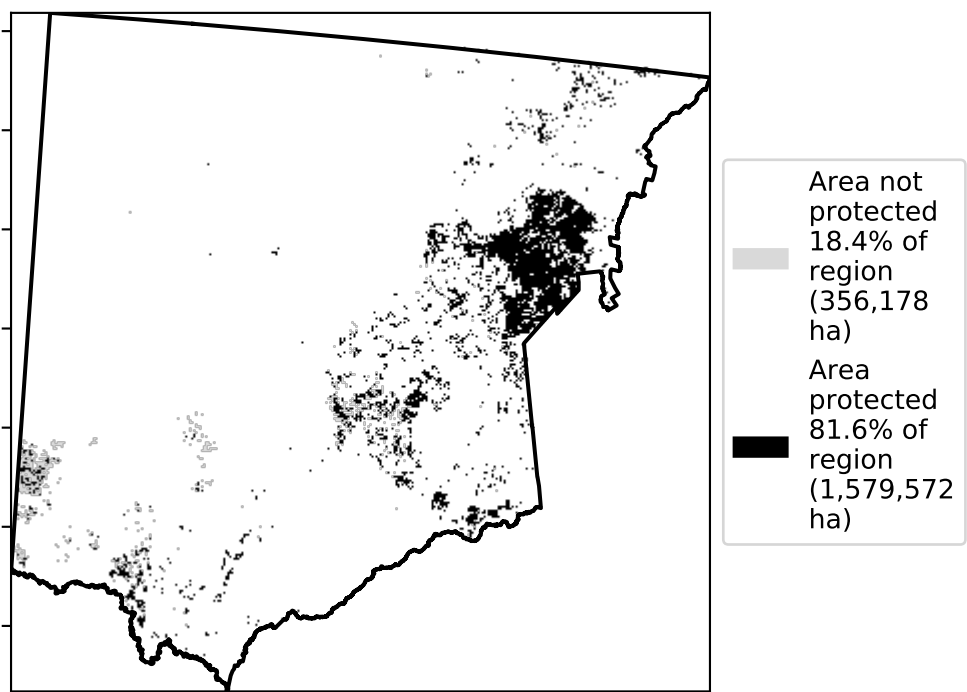 Area not
protected
18.4% of
region
(356,178
ha)
Area
protected
81.6% of
region
(1,579,572
ha)